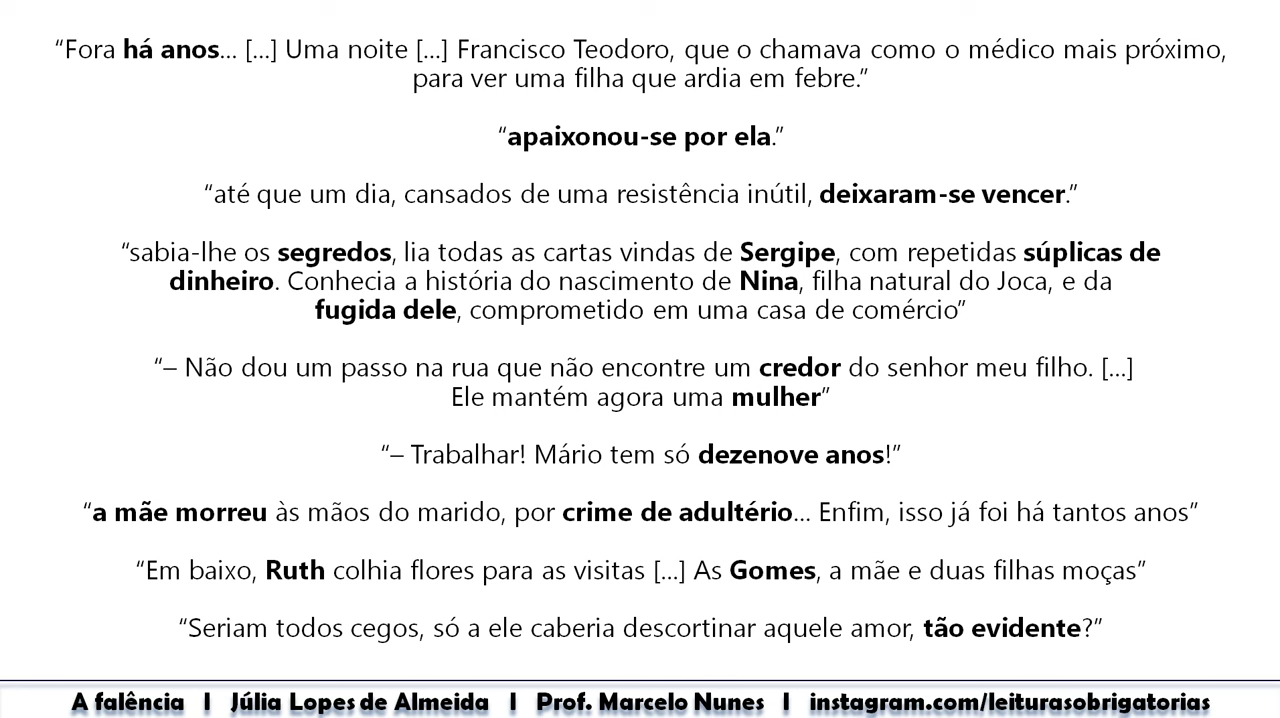 “Fora há anos... [...] Uma noite [...] Francisco Teodoro, que o chamava como o médico mais próximo,
para ver uma filha que ardia em febre.”
“apaixonou-se por ela.”
“até que um dia, cansados de uma resistência inútil, deixaram-se vencer.”
“sabia-lhe os segredos, lia todas as cartas vindas de Sergipe, com repetidas súplicas de
dinheiro. Conhecia a história do nascimento de Nina, filha natural do Joca, e da
fugida dele, comprometido em uma casa de comércio”
“– Não dou um passo na rua que não encontre um credor do senhor meu filho. [...]
Ele mantém agora uma mulher”
“– Trabalhar! Mário tem só dezenove anos!”
“a mãe morreu às mãos do marido, por crime de adultério... Enfim, isso já foi há tantos anos”
“Em baixo, Ruth colhia flores para as visitas [...] As Gomes, a mãe e duas filhas moças”
“Seriam todos cegos, só a ele caberia descortinar aquele amor, tão evidente?”
A falência I Júlia Lopes de Almeida I Prof. Marcelo Nunes I instagram.com/leiturasobrigatorias